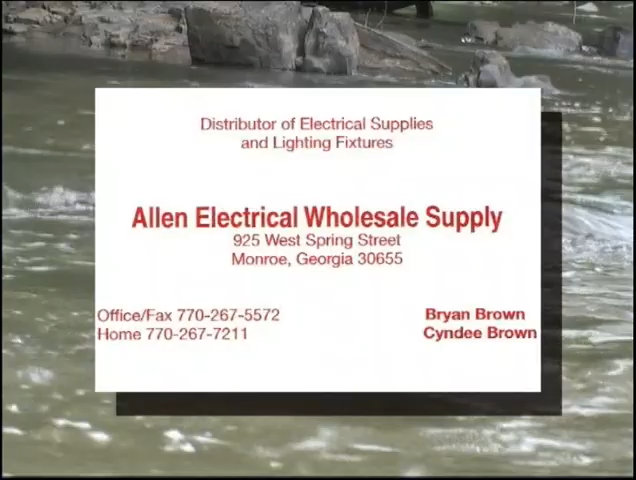 Distributor of Electrical Supplies
and Lighting Fixtures
Allen Electrical Wholesale Supply
925 West Spring Street
Monroe, Georgia 30655
Office/Fax 770-267-5572
Home 770-267-7211
Bryan Brown
Cyndee Brown